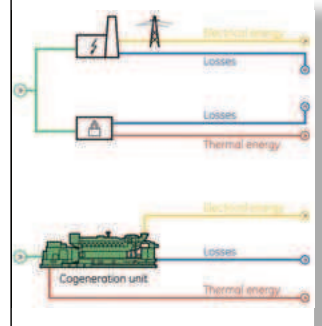 Electrical energy
Losses
Losses
Thermal energy
Electrical energy
Losses
Cogeneration unit
Thermal energy